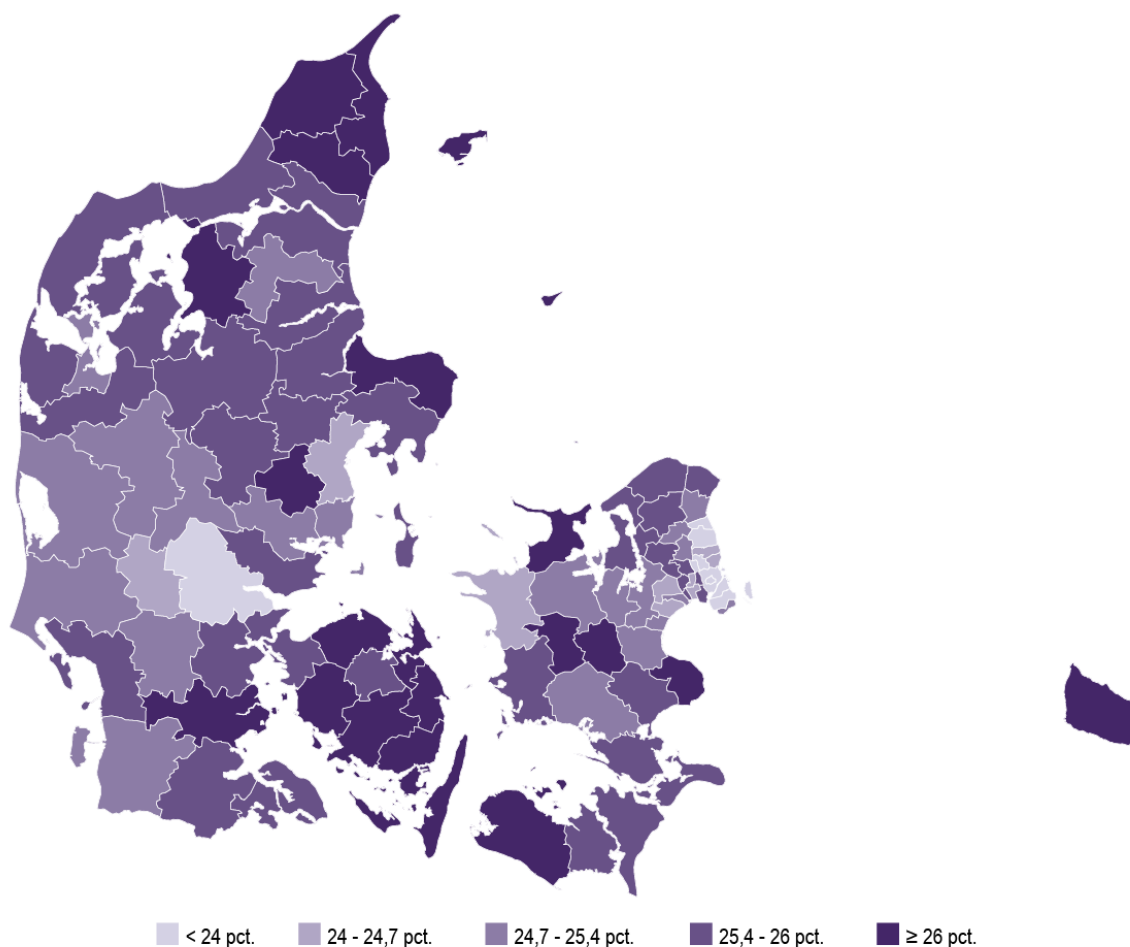 < 24 pct. 24 - 24,7 pct. 24,7 - 25,4 pct. 25,4 - 26 pct. ≥ 26 pct.